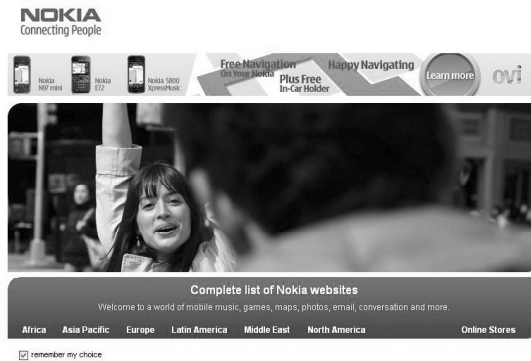 NOKIA
Connecting People
Nokia
N97 mini
Nokia
E72
Nokia 5800
XpressMusic
Free Navigation
On Your Nokia
Plus Free
In-Car Holder
Happy Navigating
Learn more
ovi
Complete list of Nokia websites
Welcome to a world of mobile music, games, maps, photos, email, conversation and more.
Africa Asia Pacific Europe Latin America Middle East North America Online Stores
remember my choice